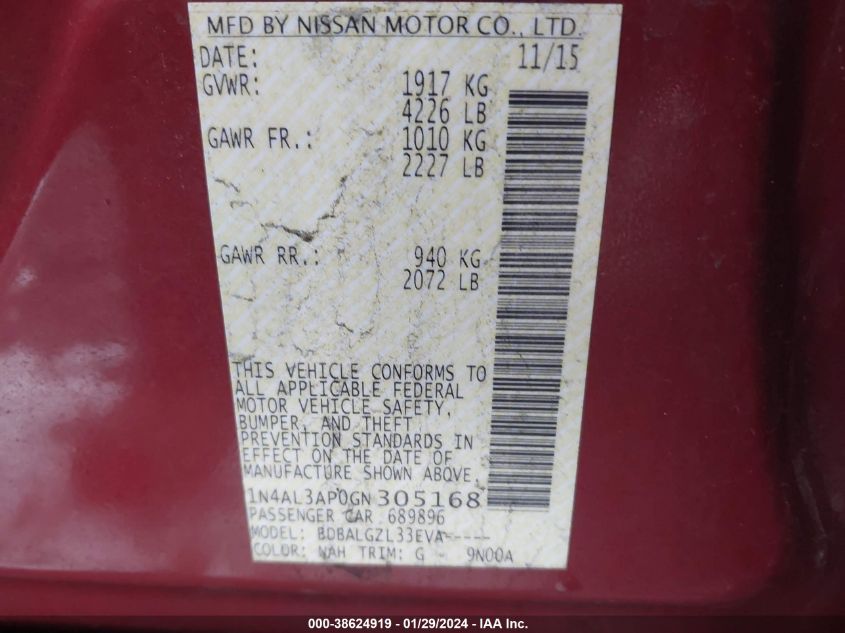 MFD BY NISSAN MOTOR CO., LTD.
DATE: 11/15
GVWR: 1917 KG
4226 LB
GAWR FR.: 1010 KG
2227 LB
GAWR RR.: 940 KG
2072 LB
THIS VEHICLE CONFORMS TO
ALL APPLICABLE FEDERAL
MOTOR VEHICLE SAFETY,
BUMPER, AND THEFT
PREVENTION STANDARDS IN
EFFECT ON THE DATE OF
MANUFACTURE SHOWN ABOVE.
1N4AL3AP0GN305168
PASSENGER CAR 689896
MODEL: BDBALGZL33EVA-----
COLOR: NAH TRIM: G - 9N00A
000-38624919 - 01/29/2024 - IAA Inc.